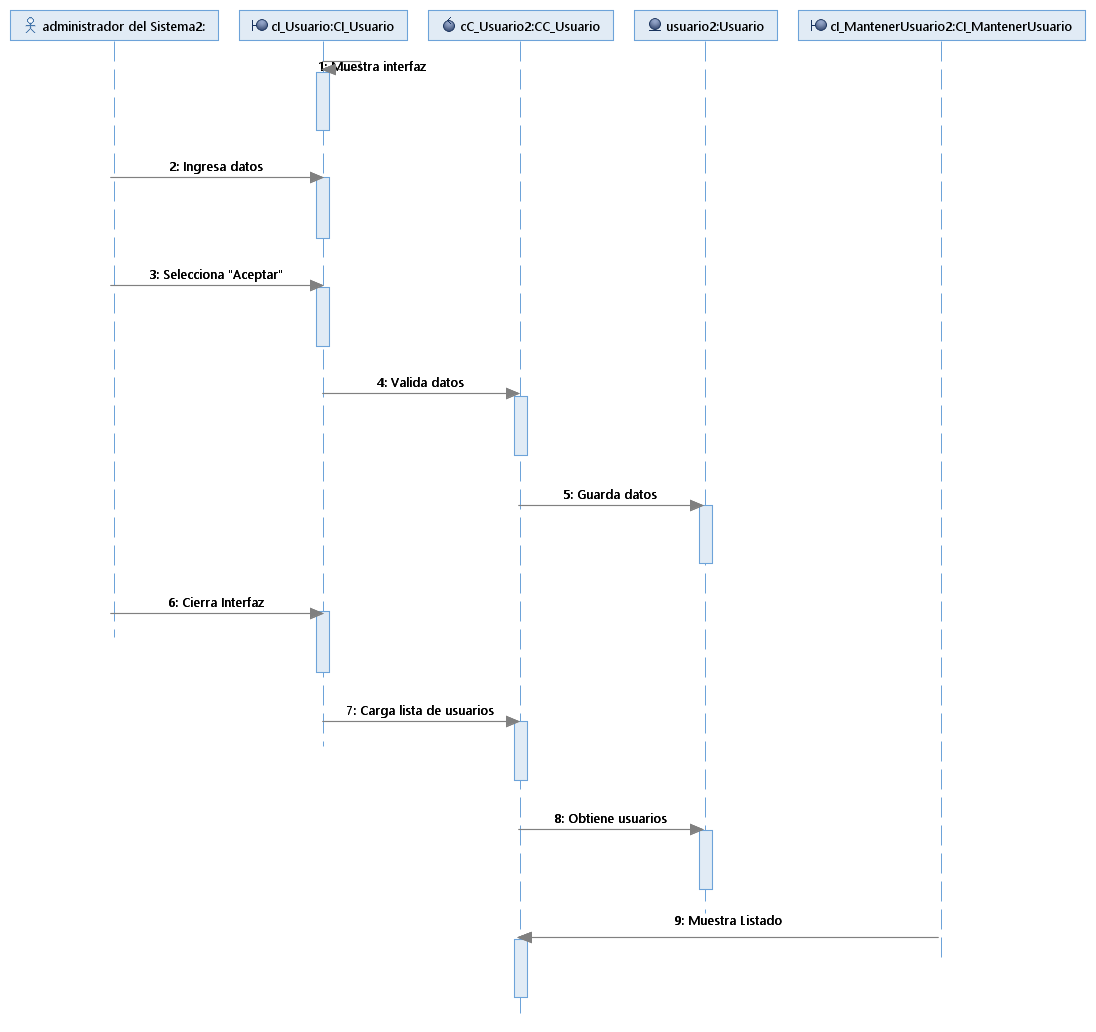 administrador del Sistema2:
cI_Usuario:CI_Usuario
cC_Usuario2:CC_Usuario
usuario2:Usuario
cI_MantenerUsuario2:CI_MantenerUsuario
1: Muestra interfaz
2: Ingresa datos
3: Selecciona "Aceptar"
4: Valida datos
5: Guarda datos
6: Cierra Interfaz
7: Carga lista de usuarios
8: Obtiene usuarios
9: Muestra Listado